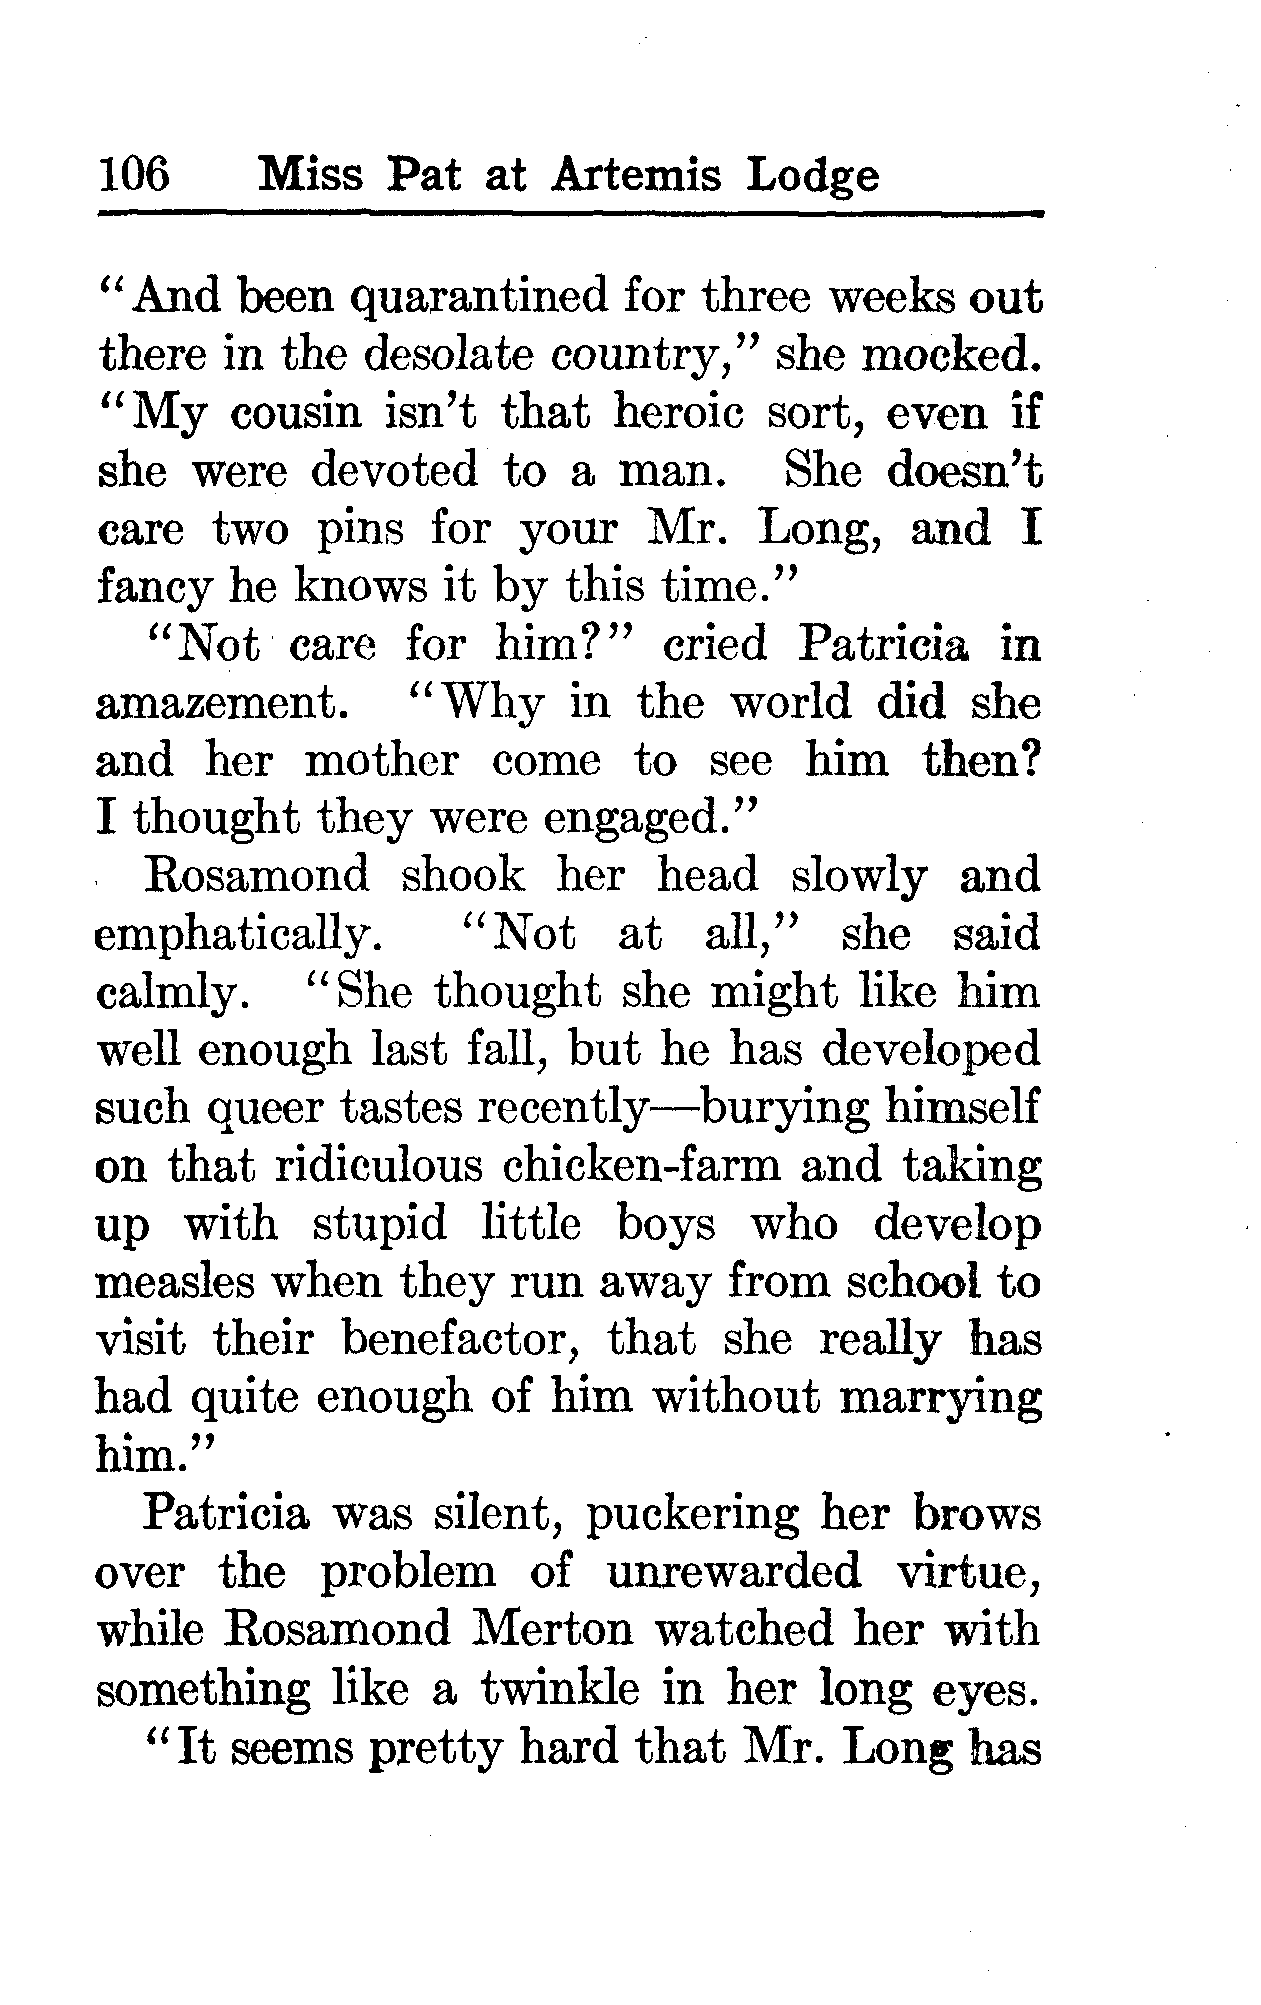 106 Miss Pat at Artemis Lodge
“And been quarantined for three weeks out
there in the desolate country,” she mocked.
“My cousin isn’t that heroic sort, even if
she were devoted to a man. She doesn’t
care two pins for your Mr. Long, and I
fancy he knows it by this time.”
“Not care for him?” cried Patricia in
amazement. “Why in the world did she
and her mother come to see him then?
I thought they were engaged.”
Rosamond shook her head slowly and
emphatically. “Not at all,” she said
calmly. “She thought she might like him
well enough last fall, but he has developed
such queer tastes recently—burying himself
on that ridiculous chicken-farm and taking
up with stupid little boys who develop
measles when they run away from school to
visit their benefactor, that she really has
had quite enough of him without marrying
him.”
Patricia was silent, puckering her brows
over the problem of unrewarded virtue,
while Rosamond Merton watched her with
something like a twinkle in her long eyes.
“It seems pretty hard that Mr. Long has